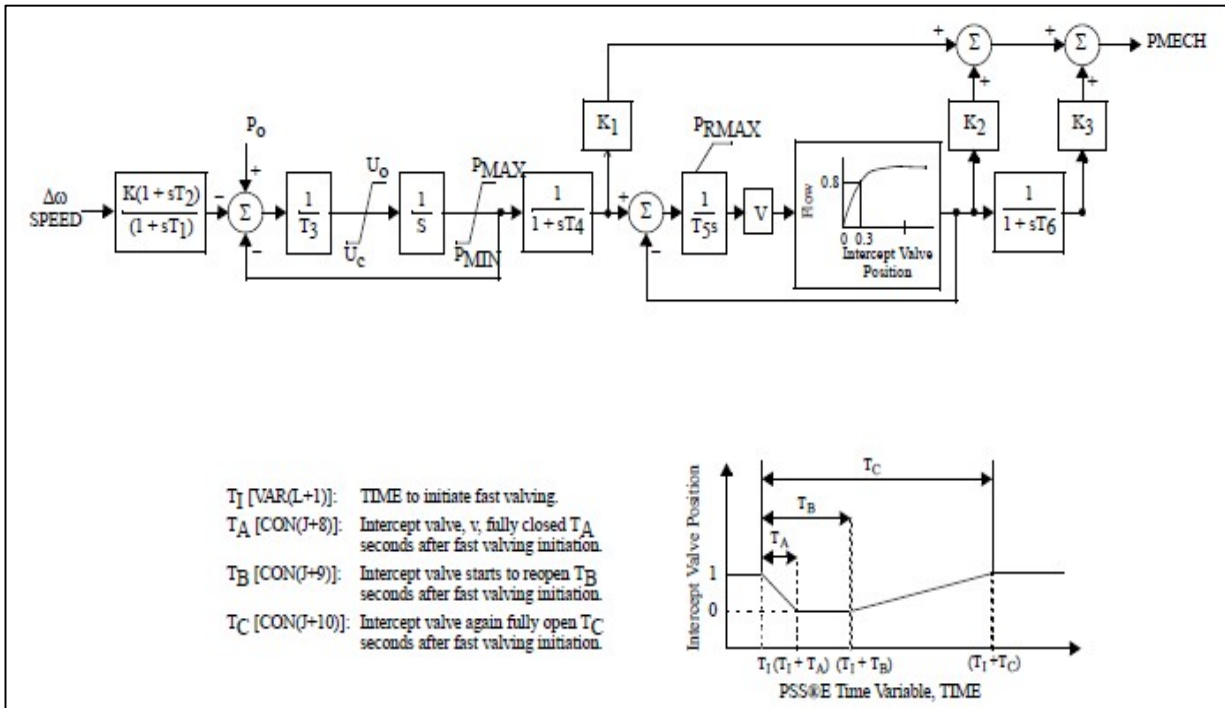 PMECH
Σ
Σ
+
+
+
+
K1
K2
K3
PRMAX
Po
Uo
PMAX
Δω
SPEED
K(1 + sT2)
(1 + sT1)
−
+
Σ
−
1
T3
Uc
1
S
PMIN
1
1 + sT4
+
Σ
−
1
T5s
V
Flow
0.8
0 0.3
Intercept Valve
Position
1
1 + sT6
TI [VAR(L+1)]: TIME to initiate fast valving.
TA [CON(J+8)]: Intercept valve, v, fully closed TA
seconds after fast valving initiation.
TB [CON(J+9)]: Intercept valve starts to reopen TB
seconds after fast valving initiation.
TC [CON(J+10)]: Intercept valve again fully open TC
seconds after fast valving initiation.
Intercept Valve Position
TC
TB
TA
1
0
TI (TI + TA) (TI + TB) (TI +TC)
PSS®E Time Variable, TIME